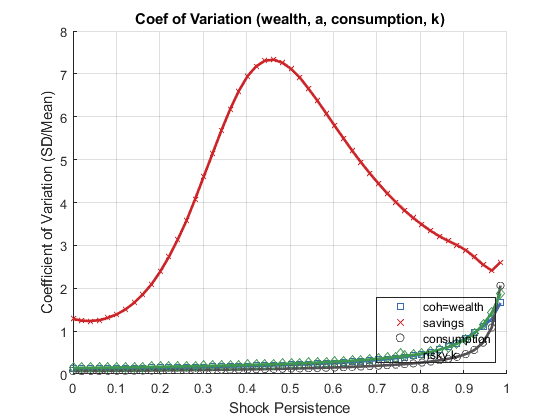 Coef of Variation (wealth, a, consumption, k)
Coefficient of Variation (SD/Mean)
8
7
6
5
4
3
2
1
0
coh=wealth
savings
consumption
risky k
0 0.1 0.2 0.3 0.4 0.5 0.6 0.7 0.8 0.9 1
Shock Persistence